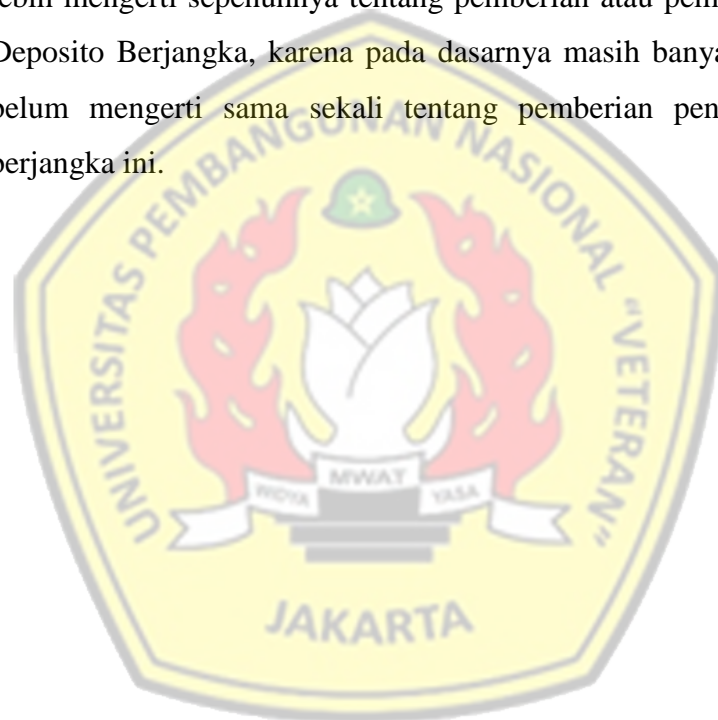 lebih mengerti sepenuhnya tentang pemberian atau
Deposito Berjangka, karena pada dasarnya masih
belum mengerti sama sekali tentang pemberian
berjangka ini.
UNIVERSITAS PEMBANGUNAN NASIONAL "VETERAN"
WIDYA MWAT YASA
JAKARTA